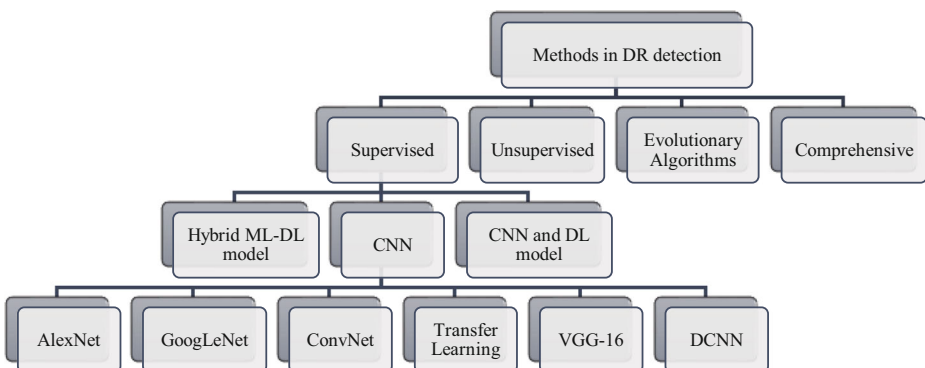 Methods in DR detection
Supervised
Unsupervised
Evolutionary
Algorithms
Comprehensive
Hybrid ML-DL
model
CNN
CNN and DL
model
AlexNet
GoogLeNet
ConvNet
Transfer
Learning
VGG-16
DCNN